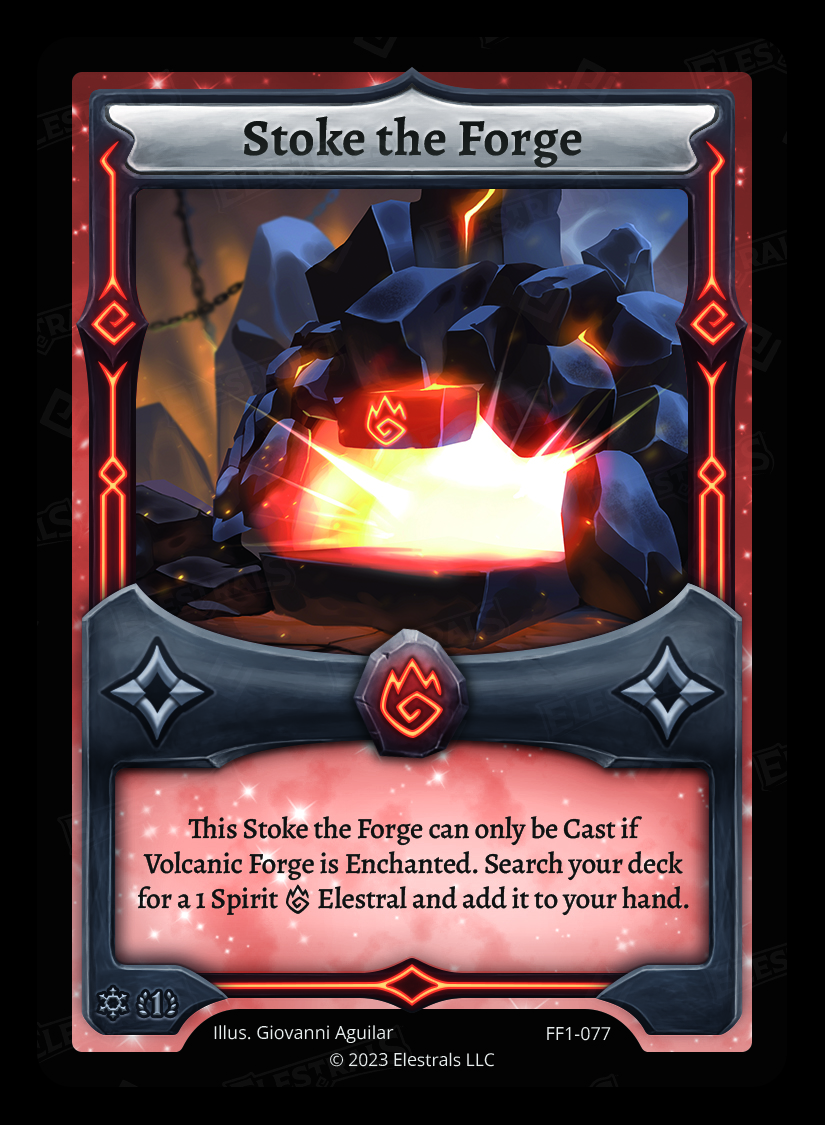 Stoke the Forge
This Stoke the Forge can only be Cast if
Volcanic Forge is Enchanted. Search your deck
for a 1 Spirit Elestral and add it to your hand.
1
Illus. Giovanni Aguilar
FF1-077
© 2023 Elestrals LLC